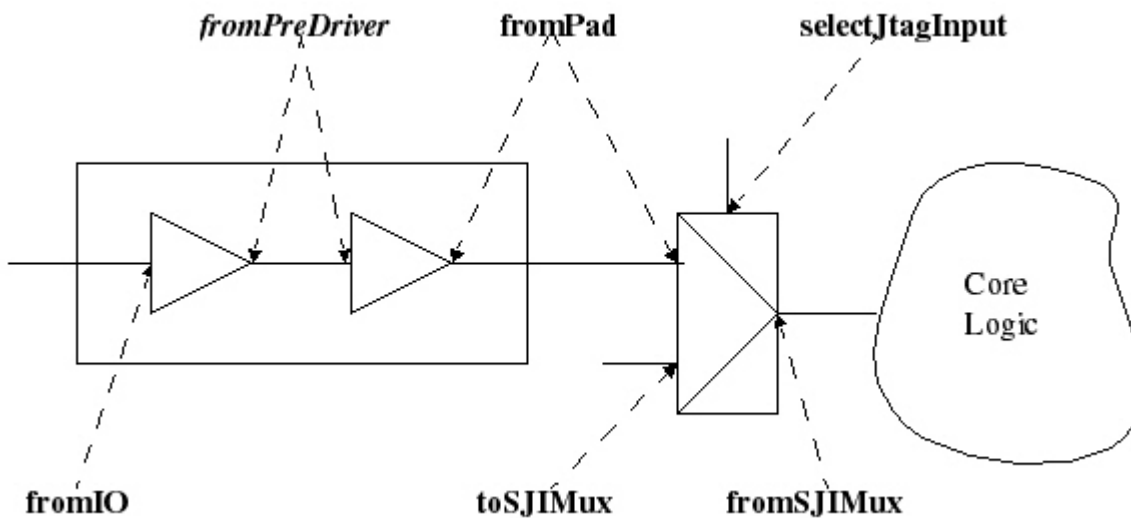 fromPreDriver
fromPad
selectJtagInput
Core
Logic
fromIO
toSJIMux
fromSJIMux